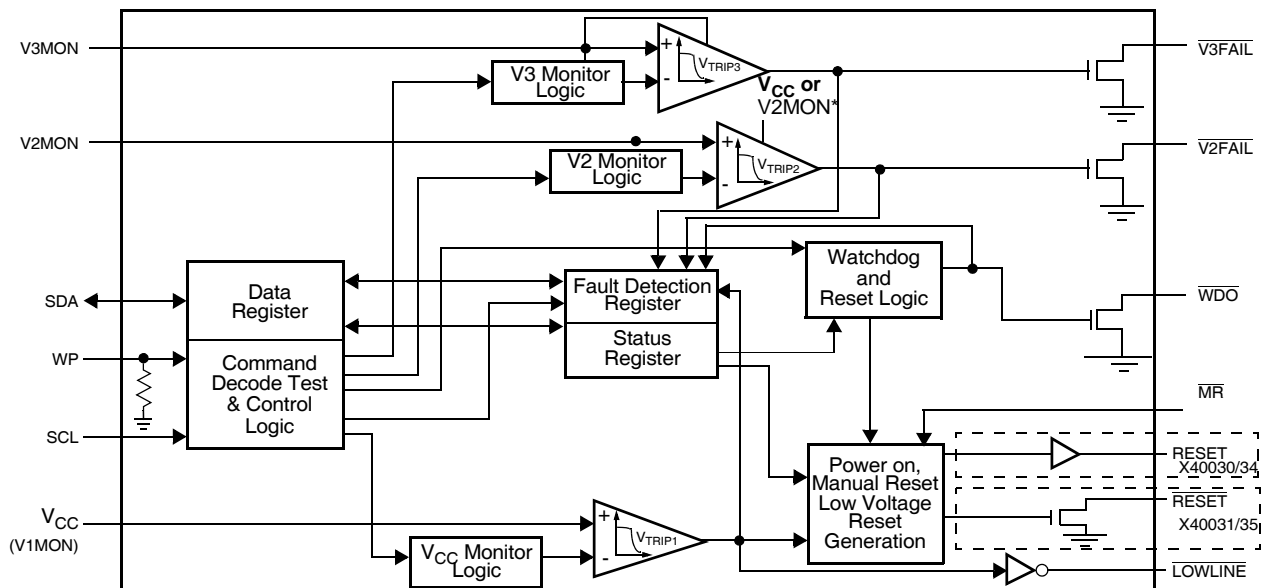 V3MON
+
-
VTRIP3
V3 Monitor
Logic
V3FAIL
VCC or
V2MON*
V2MON
+
-
VTRIP2
V2 Monitor
Logic
V2FAIL
SDA
Data
Register
Fault Detection
Register
Status
Register
Watchdog
and
Reset Logic
WDO
WP
Command
Decode Test
& Control
Logic
SCL
MR
Power on,
Manual Reset
Low Voltage
Reset
Generation
RESET
X40030/34
RESET
X40031/35
VCC
(V1MON)
+
-
VTRIP1
VCC Monitor
Logic
LOWLINE